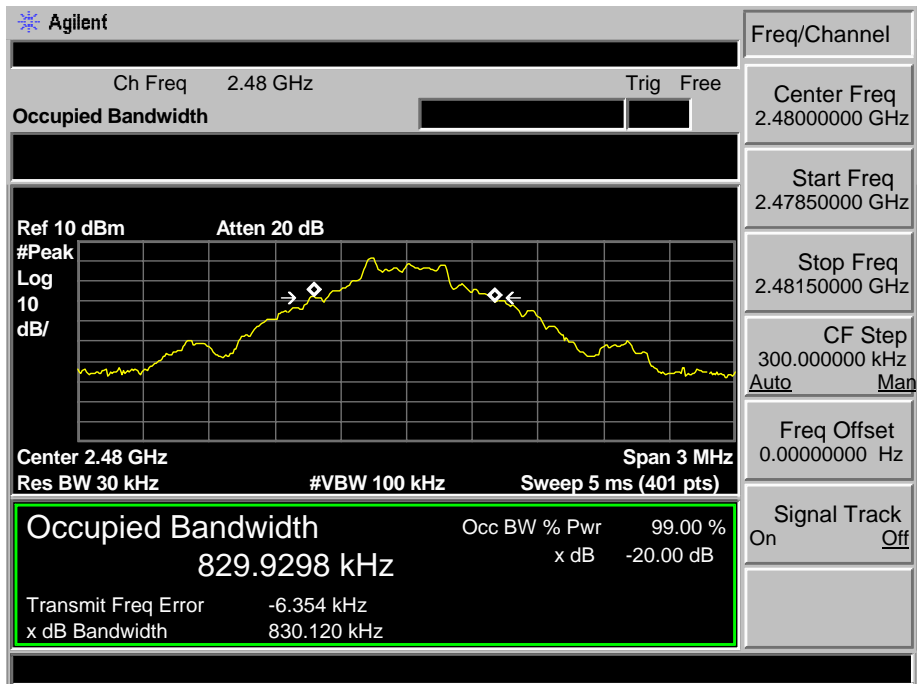 Agilent
Freq/Channel
Ch Freq 2.48 GHz Trig Free
Occupied Bandwidth
Center Freq
2.48000000 GHz
Start Freq
2.47850000 GHz
Stop Freq
2.48150000 GHz
CF Step
300.000000 kHz
Auto Man
Freq Offset
0.00000000 Hz
Signal Track
On Off
Ref 10 dBm Atten 20 dB
#Peak
Log
10
dB/
Center 2.48 GHz Span 3 MHz
Res BW 30 kHz #VBW 100 kHz Sweep 5 ms (401 pts)
Occupied Bandwidth Occ BW % Pwr 99.00 %
829.9298 kHz x dB -20.00 dB
Transmit Freq Error -6.354 kHz
x dB Bandwidth 830.120 kHz